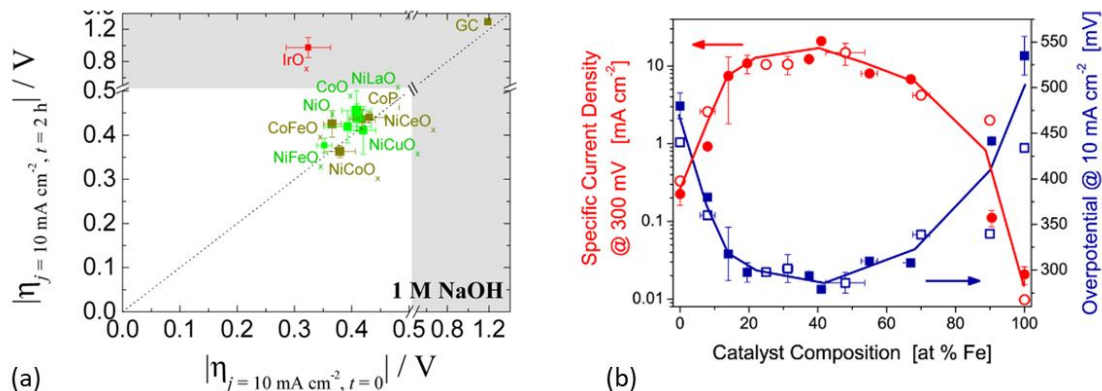 |η j = 10 mA cm⁻², t = 2 h| / V
1.2
0.8
0.5
0.4
0.3
0.2
0.1
0.0
GC
IrOx
NiLaOx
CoO
CoP
NiO
NiCeOx
CoFeOx
NiCuOx
NiFeOx
NiCoOx
1 M NaOH
0.0 0.1 0.2 0.3 0.4 0.5 0.8 1.2
|η j = 10 mA cm⁻², t = 0| / V
(a)
Specific Current Density
@ 300 mV [mA cm⁻²]
100
10
1
0.1
0.01
550
500
450
400
350
300
Overpotential @ 10 mA cm⁻² [mV]
0 20 40 60 80 100
Catalyst Composition [at % Fe]
(b)